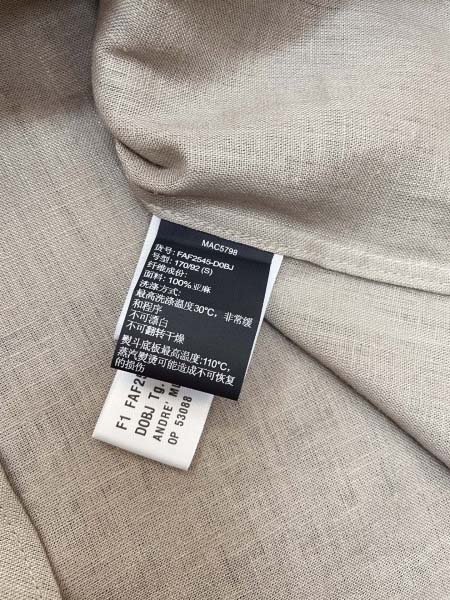 MAC5798
货号: FAF2545-D0BJ
号型: 170/92 (S)
纤维成份:
面料: 100%亚麻
洗涤方式:
最高洗涤温度30℃，非常缓
和程序
不可漂白
不可翻转干燥
熨斗底板最高温度:110℃,
蒸汽熨烫可能造成不可恢复
的损伤
F1 FAF25
D0BJ Tg.
ANDRE' M
OP 53088